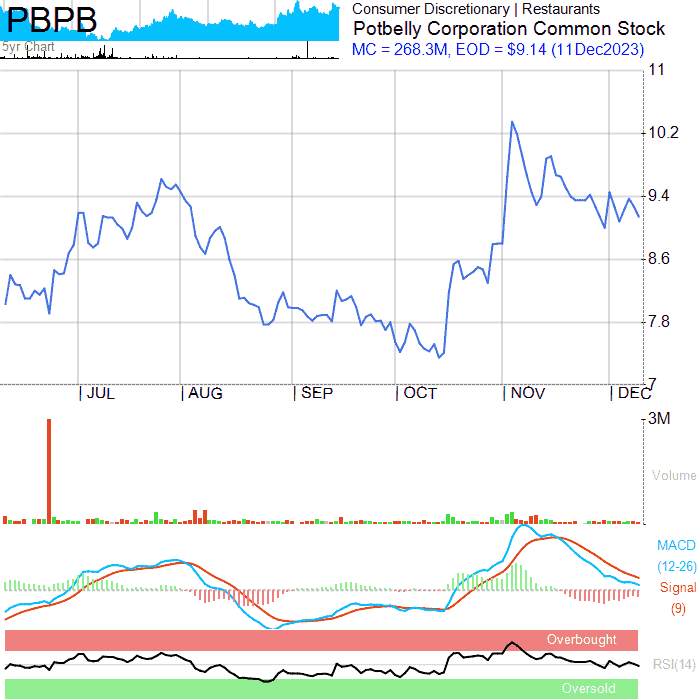 PBPB
5yr Chart
Consumer Discretionary | Restaurants
Potbelly Corporation Common Stock
MC = 268.3M, EOD = $9.14 (11Dec2023)
11
10.2
9.4
8.6
7.8
7
| JUL | AUG | SEP | OCT | NOV | DEC
3M
Volume
MACD
(12-26)
Signal
(9)
Overbought
RSI(14)
Oversold